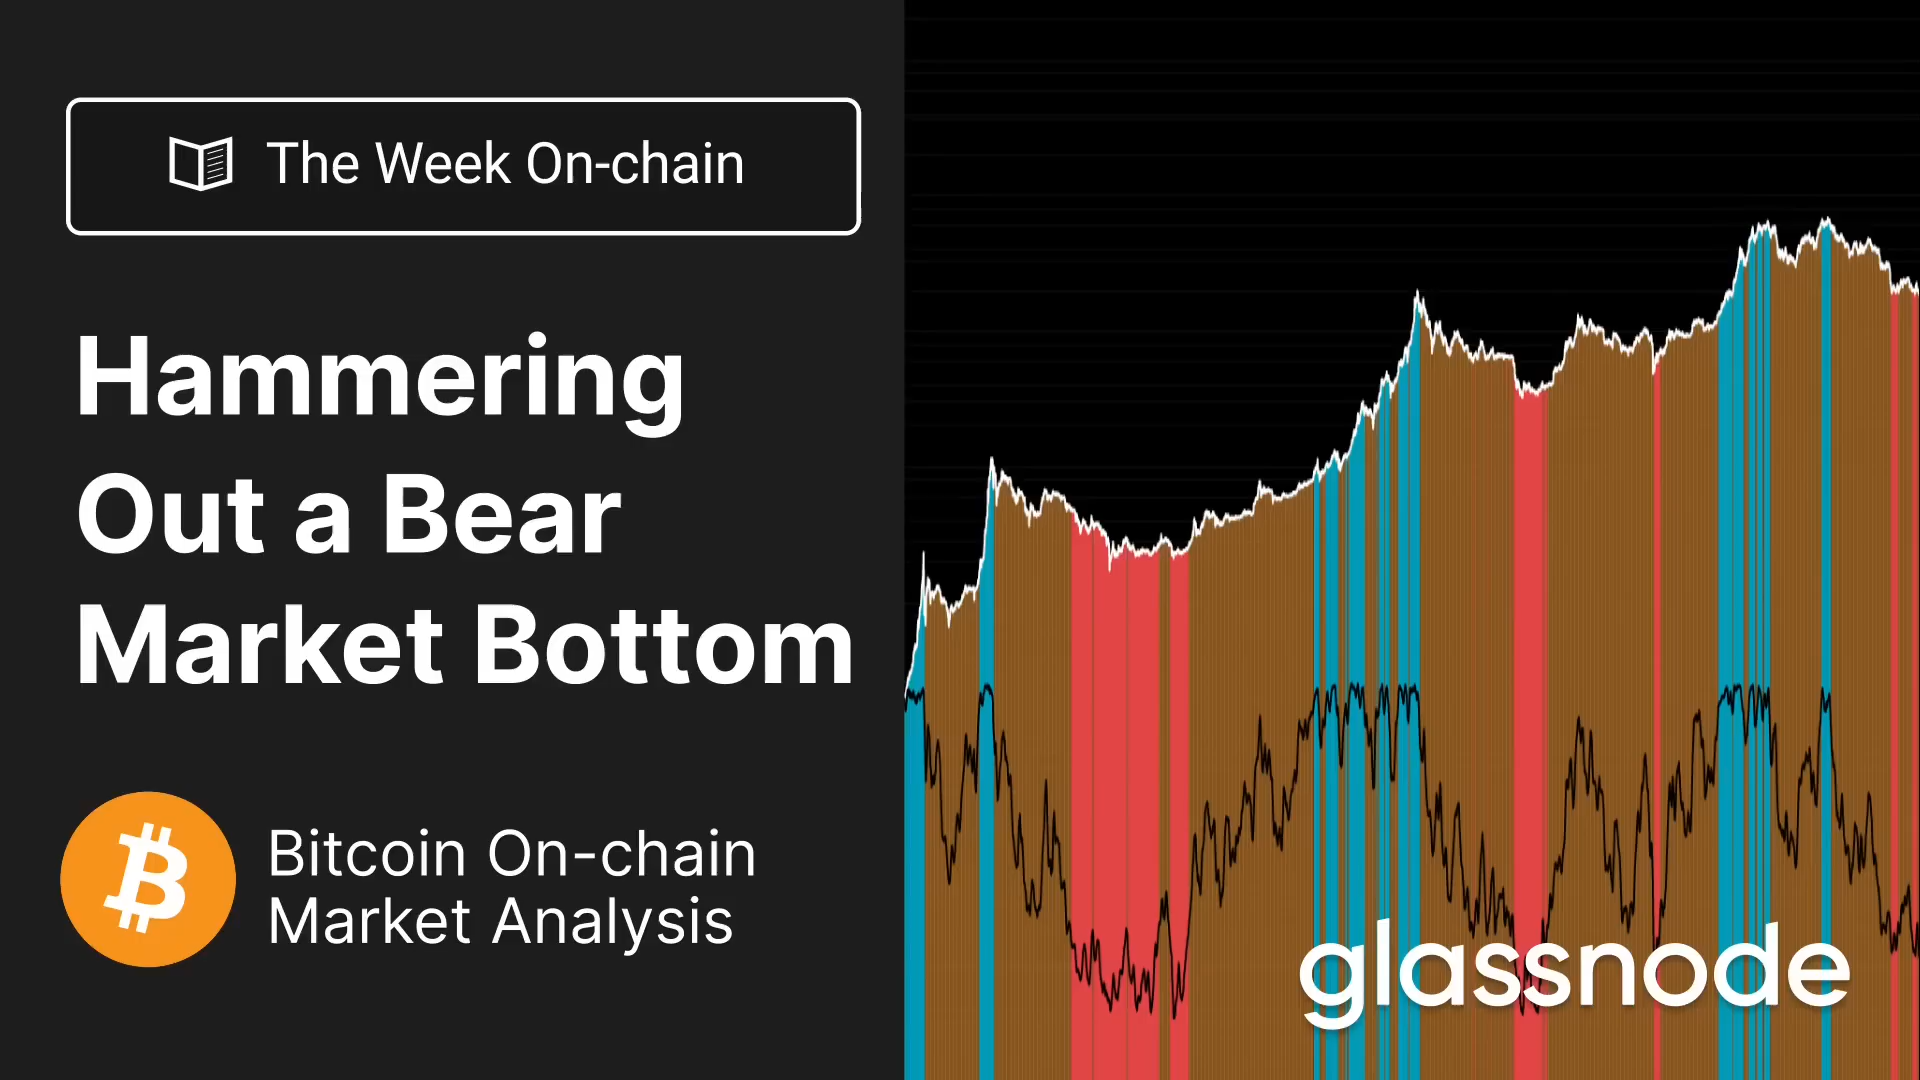 The Week On-chain
Hammering
Out a Bear
Market Bottom
Bitcoin On-chain
Market Analysis
glassnode